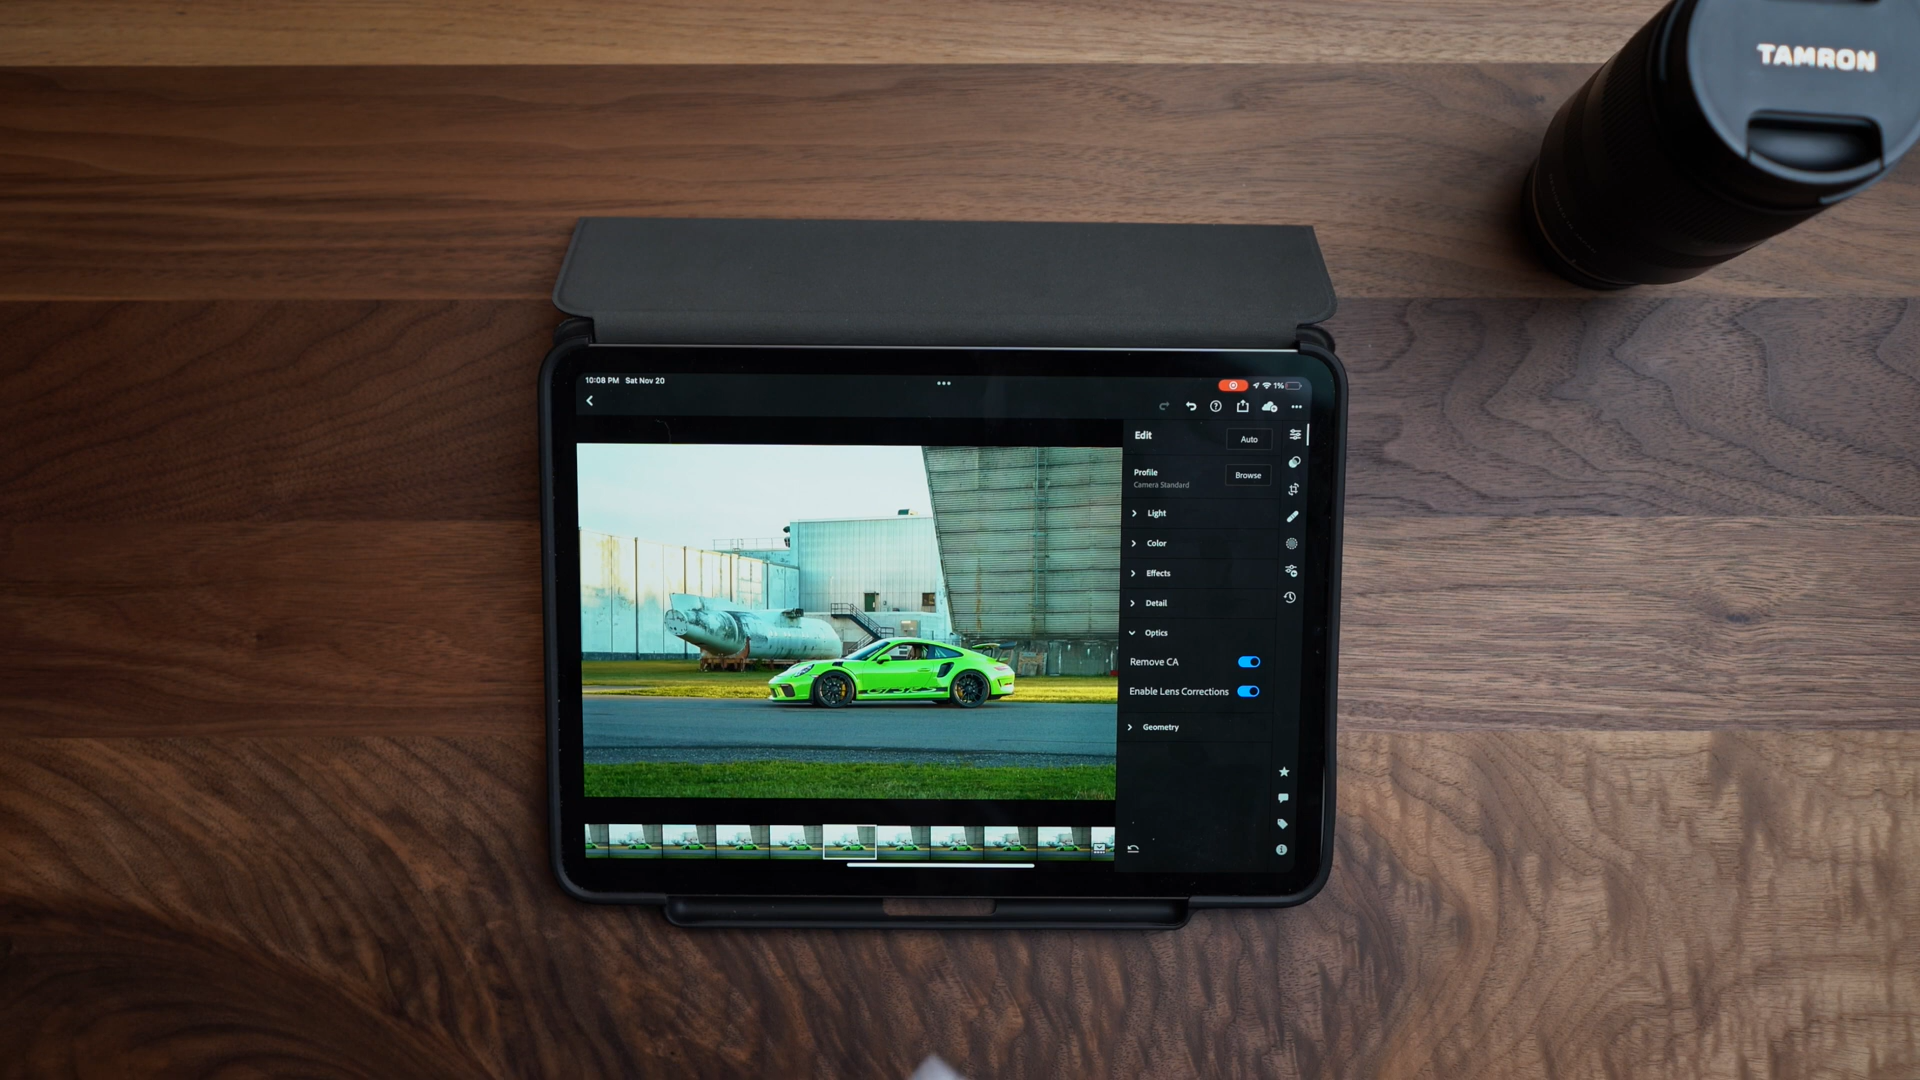 TAMRON
10:08 PM Sat Nov 20
1%
Edit
Auto
Profile
Camera Standard
Browse
Light
Color
Effects
Detail
Optics
Remove CA
Enable Lens Corrections
Geometry